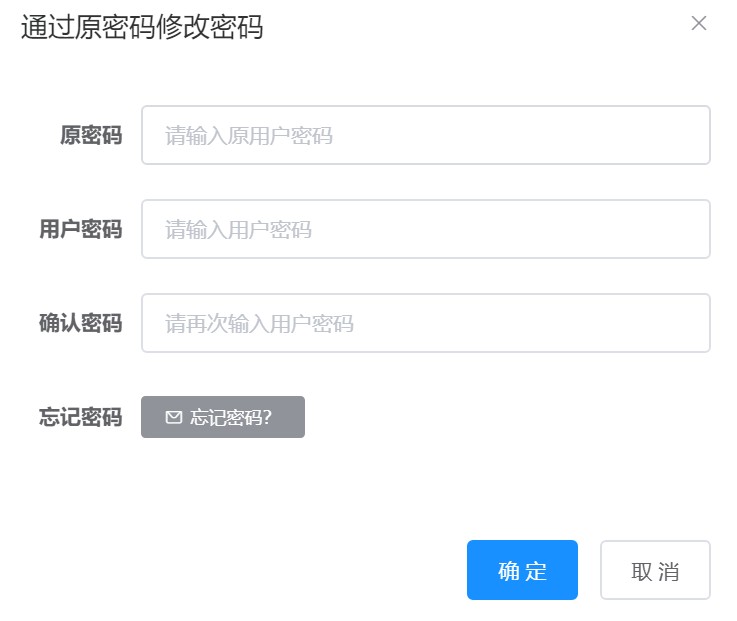 通过原密码修改密码
原密码 请输入原用户密码
用户密码 请输入用户密码
确认密码 请再次输入用户密码
忘记密码 忘记密码?
确 定 取 消